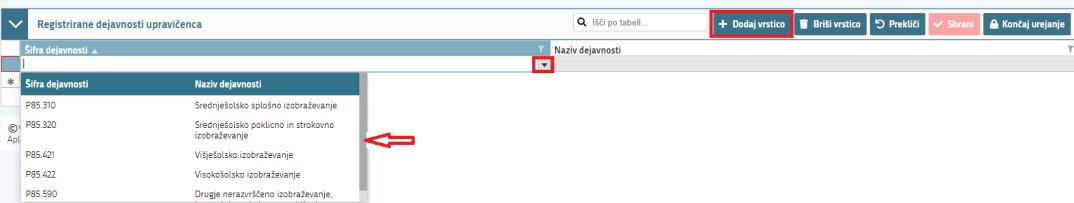 Registrirane dejavnosti upravičenca
Išči po tabeli...
+ Dodaj vrstico
Briši vrstico
Prekliči
Shrani
Končaj urejanje
Šifra dejavnosti
Naziv dejavnosti
Šifra dejavnosti Naziv dejavnosti
P85.310 Srednješolsko splošno izobraževanje
P85.320 Srednješolsko poklicno in strokovno
izobraževanje
P85.421 Višješolsko izobraževanje
P85.422 Visokošolsko izobraževanje
P85.590 Drugje nerazvrščeno izobraževanje,
©
Apl